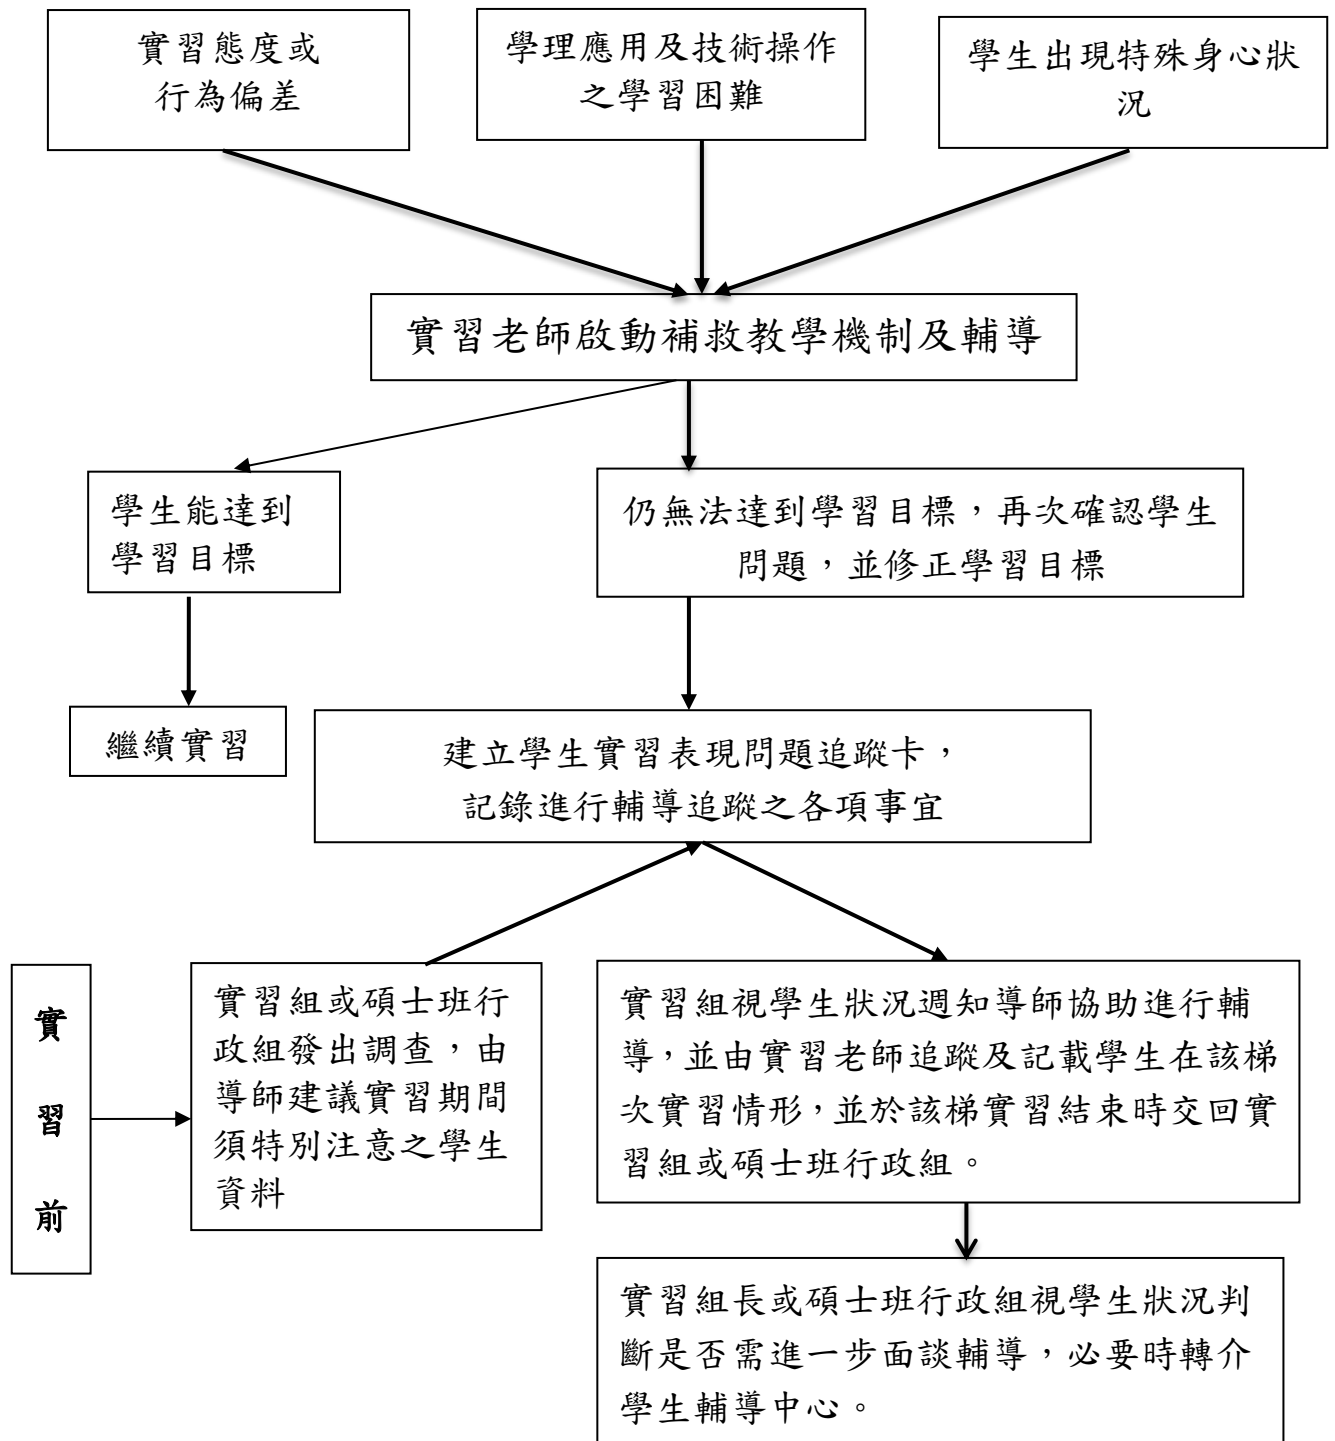 實習態度或
行為偏差
學理應用及技術操作
之學習困難
學生出現特殊身心狀
況
實習老師啟動補救教學機制及輔導
學生能達到
學習目標
仍無法達到學習目標，再次確認學生
問題，並修正學習目標
繼續實習
建立學生實習表現問題追蹤卡，
記錄進行輔導追蹤之各項事宜
實
習
前
實習組或碩士班行
政組發出調查，由
導師建議實習期間
須特別注意之學生
資料
實習組視學生狀況週知導師協助進行輔
導，並由實習老師追蹤及記載學生在該梯
次實習情形，並於該梯實習結束時交回實
習組或碩士班行政組。
實習組長或碩士班行政組視學生狀況判
斷是否需進一步面談輔導，必要時轉介
學生輔導中心。